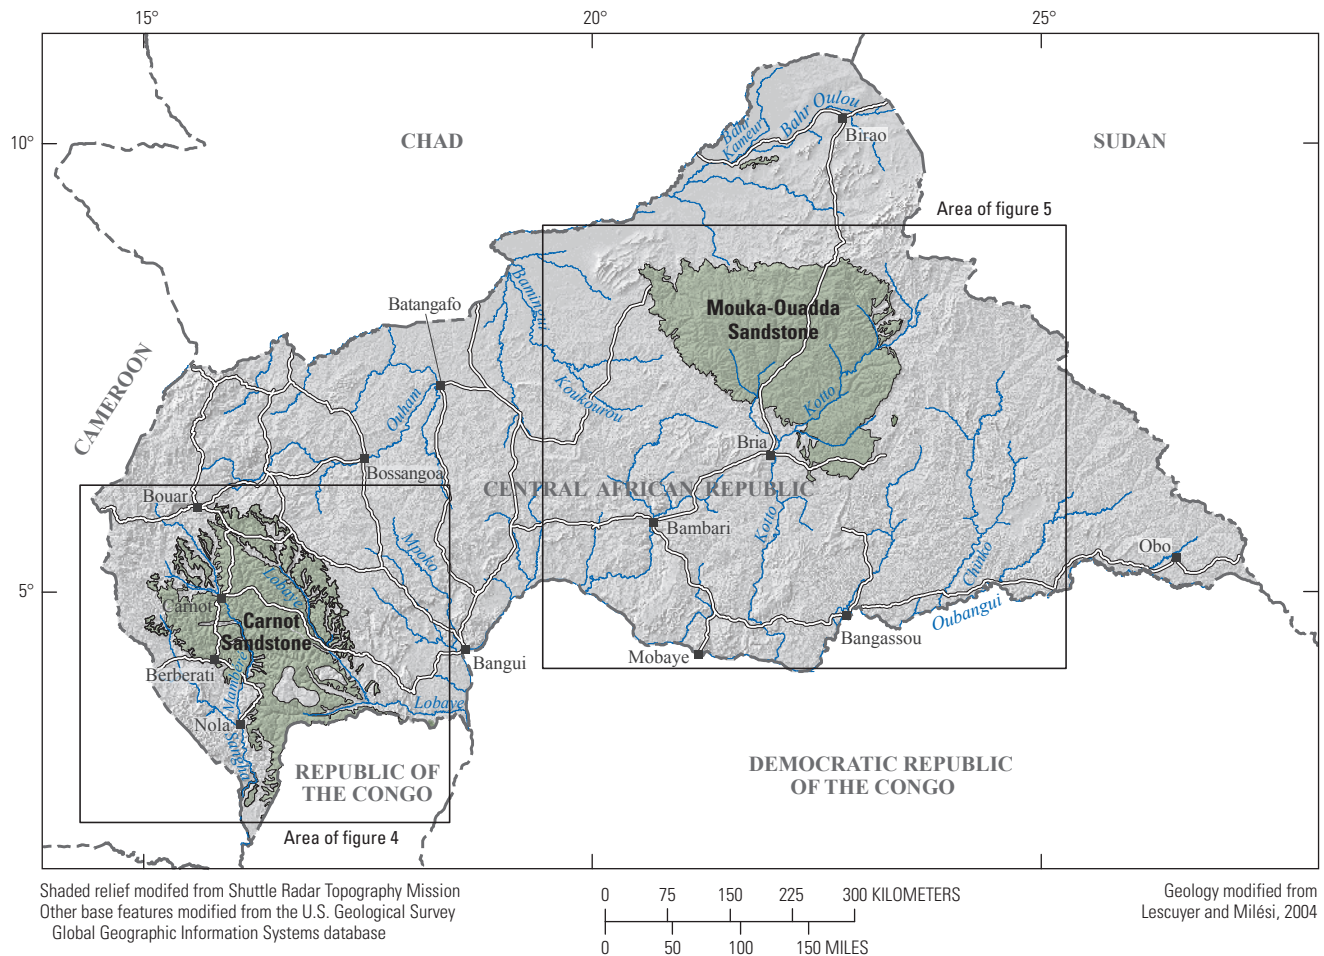 15°
20°
25°
10°
5°
CHAD
SUDAN
CAMEROON
Bahr Oulou
Bahr
Kameur
Birao
Area of figure 5
Mouka-Ouadda
Sandstone
Batangafo
Bamingui
Koukourou
Ouham
Kotto
Bria
Bossangoa
CENTRAL AFRICAN REPUBLIC
Bouar
Bambari
Kotto
Mpoko
Chinko
Obo
Lobaye
Carnot
Carnot
Sandstone
Oubangui
Bangassou
Mobaye
Bangui
Berberati
Mambéré
Lobaye
Nola
Sangha
REPUBLIC OF
THE CONGO
DEMOCRATIC REPUBLIC
OF THE CONGO
Area of figure 4
Shaded relief modifed from Shuttle Radar Topography Mission
Other base features modified from the U.S. Geological Survey
Global Geographic Information Systems database
0 75 150 225 300 KILOMETERS
0 50 100 150 MILES
Geology modified from
Lescuyer and Milési, 2004